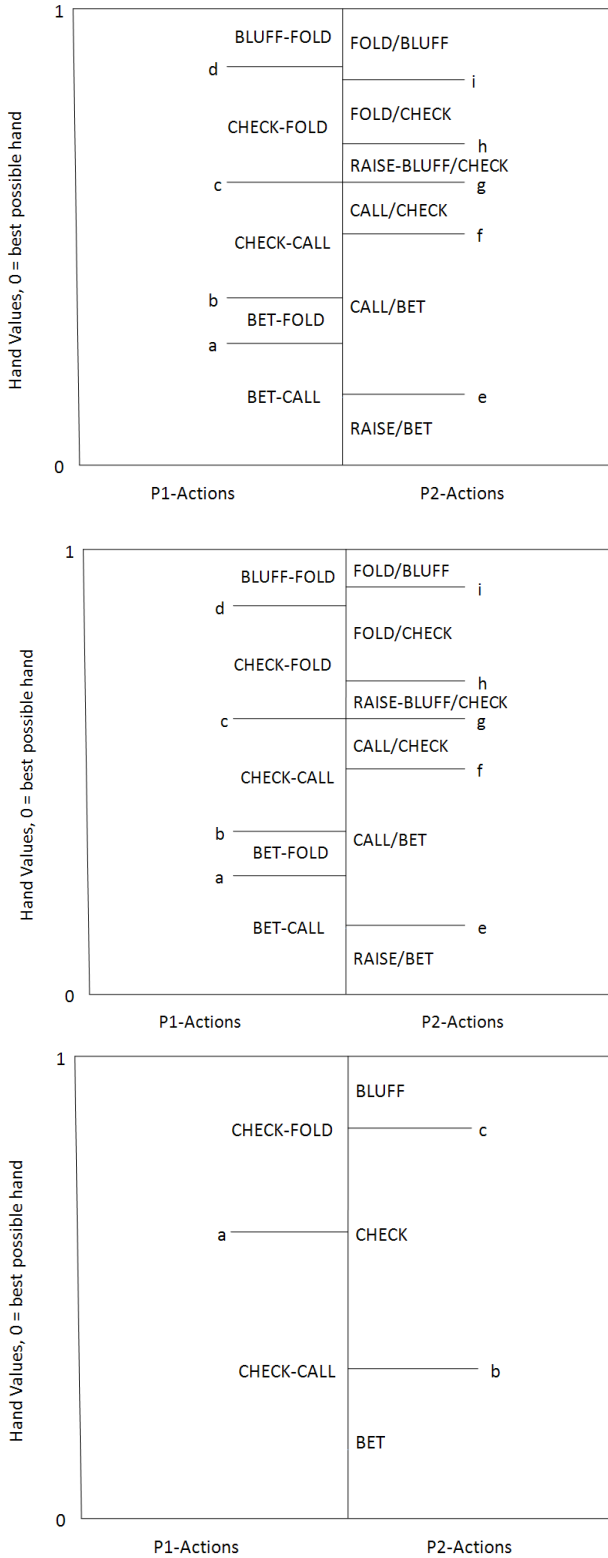 1
BLUFF-FOLD
FOLD/BLUFF
d
i
FOLD/CHECK
CHECK-FOLD
h
RAISE-BLUFF/CHECK
c
g
CALL/CHECK
f
CHECK-CALL
b
CALL/BET
BET-FOLD
a
e
BET-CALL
RAISE/BET
0
Hand Values, 0 = best possible hand
P1-Actions
P2-Actions
1
FOLD/BLUFF
BLUFF-FOLD
i
d
FOLD/CHECK
CHECK-FOLD
h
RAISE-BLUFF/CHECK
c
g
CALL/CHECK
f
CHECK-CALL
b
CALL/BET
BET-FOLD
a
e
BET-CALL
RAISE/BET
0
Hand Values, 0 = best possible hand
P1-Actions
P2-Actions
1
BLUFF
CHECK-FOLD
c
a
CHECK
CHECK-CALL
b
BET
0
Hand Values, 0 = best possible hand
P1-Actions
P2-Actions